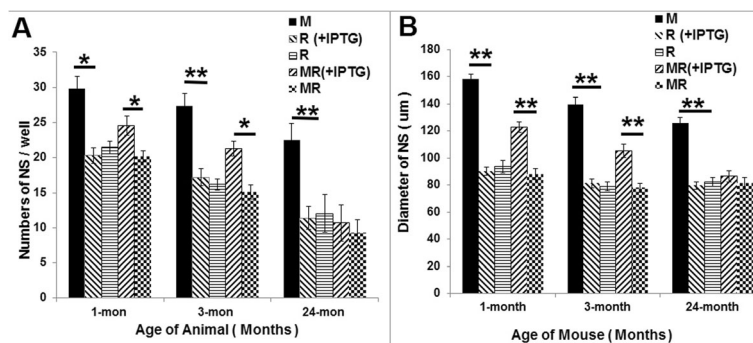 A
Numbers of NS / well
35
30
25
20
15
10
5
0
M
R (+IPTG)
R
MR(+IPTG)
MR
*
*
**
*
**
1-mon
3-mon
24-mon
Age of Animal ( Months)
B
Diameter of NS ( um)
180
160
140
120
100
80
60
40
20
0
M
R (+IPTG)
R
MR(+IPTG)
MR
**
**
**
**
**
1-month
3-month
24-month
Age of Mouse ( Months)